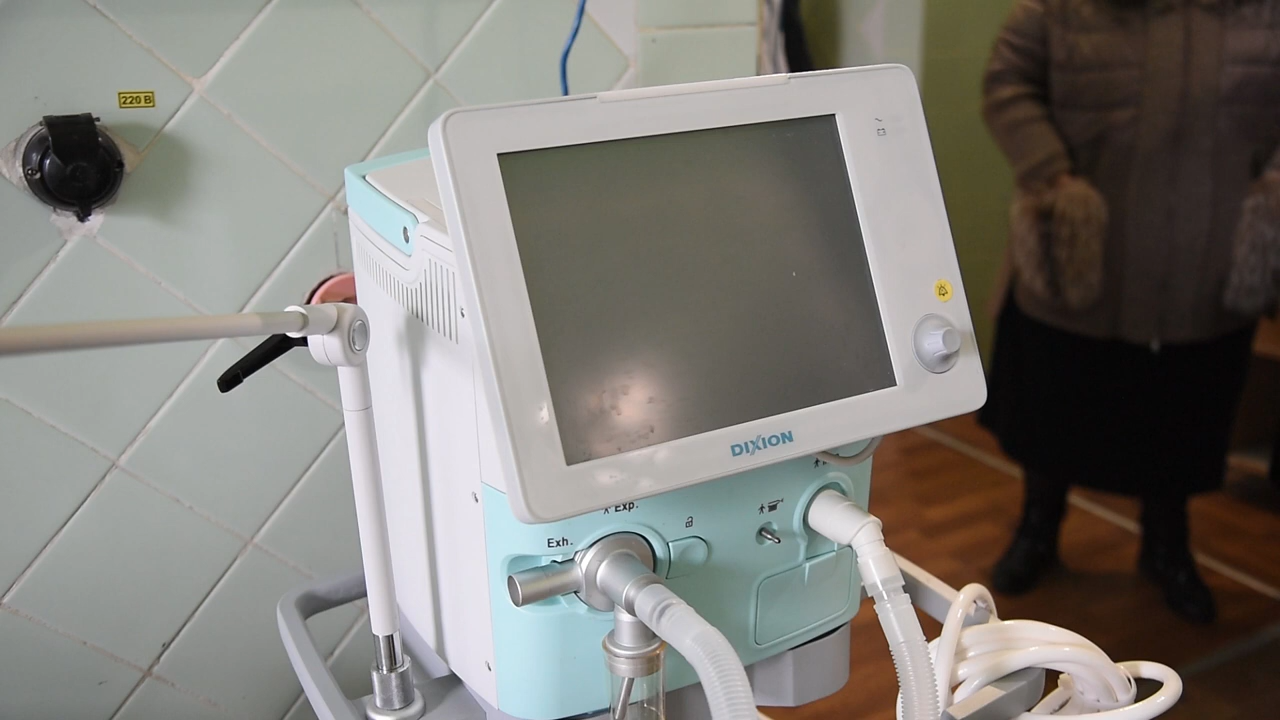 220 В
DIXION
Exp.
Exh.